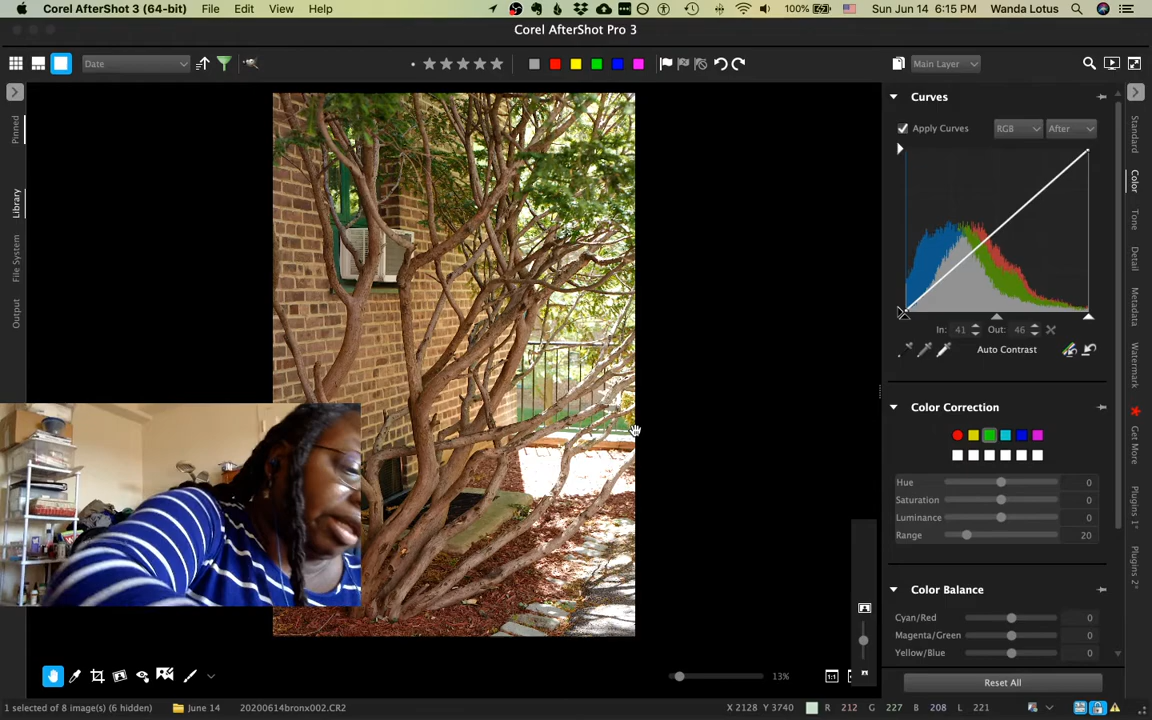 Corel AfterShot 3 (64-bit) File Edit View Help 100% Sun Jun 14 6:15 PM Wanda Lotus
Corel AfterShot Pro 3
Date Main Layer
Pinned
Library
File System
Output
Curves
Apply Curves RGB After
In: 41 Out: 46
Auto Contrast
Color Correction
Hue 0
Saturation 0
Luminance 0
Range 20
Color Balance
Cyan/Red 0
Magenta/Green 0
Yellow/Blue 0
Reset All
Standard
Color
Tone
Detail
Metadata
Watermark
Get More
Plugins 1*
Plugins 2*
1:1 13%
1 selected of 8 image(s) (6 hidden) June 14 20200614bronx002.CR2 X 2128 Y 3740 R 212 G 227 B 208 L 221